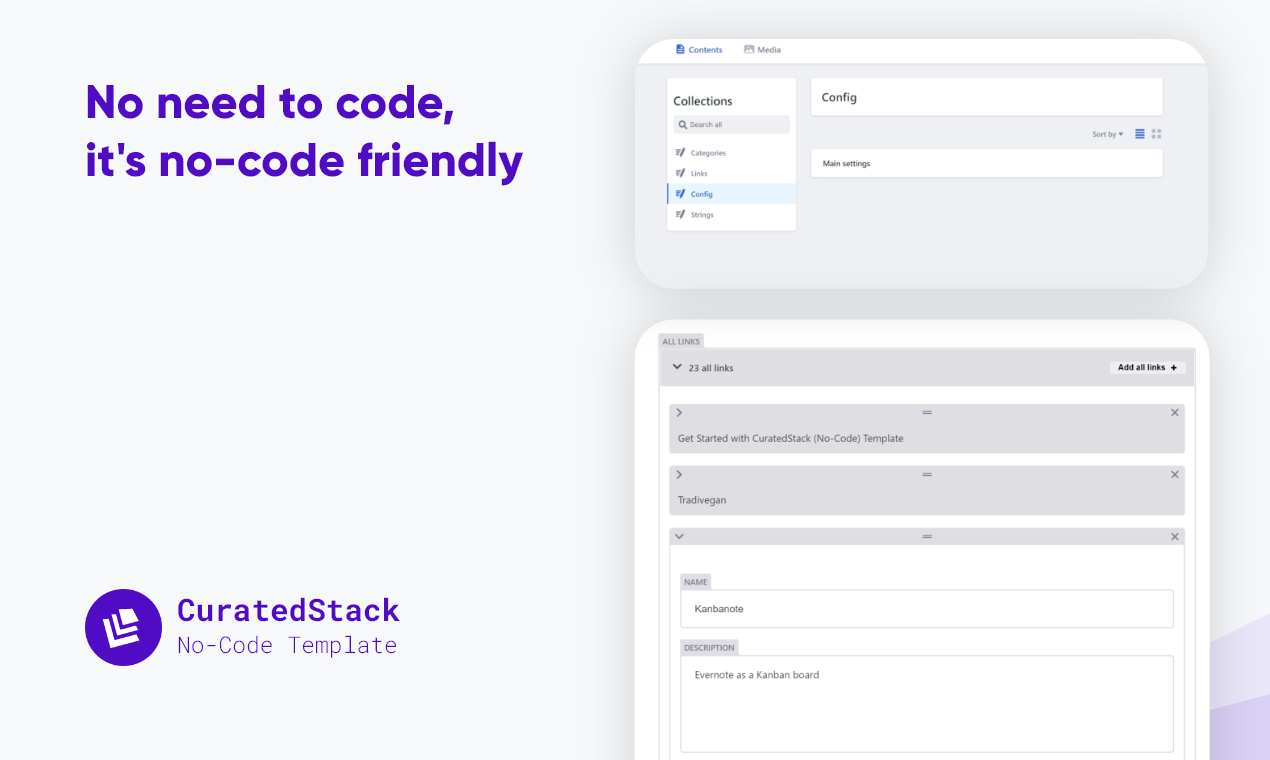 No need to code,
it's no-code friendly
CuratedStack
No-Code Template
Contents
Media
Collections
Search all
Categories
Links
Config
Strings
Config
Sort by
Main settings
ALL LINKS
23 all links
Add all links +
Get Started with CuratedStack (No-Code) Template
Tradivegan
NAME
Kanbanote
DESCRIPTION
Evernote as a Kanban board